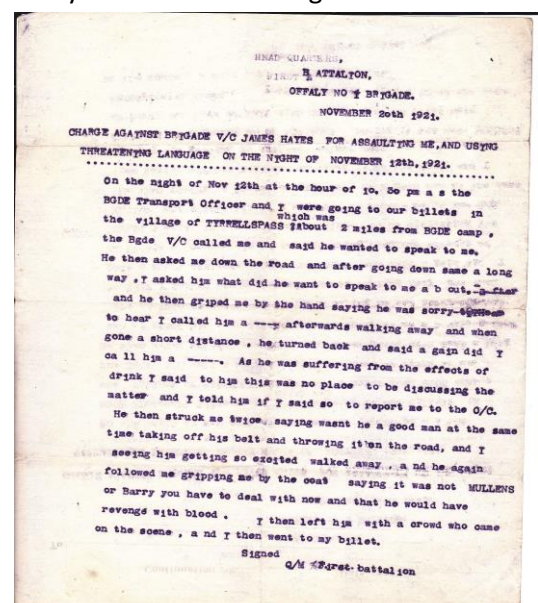 HEAD QUARTERS,
FIRST BATTALION,
OFFALY NO 1 BRIGADE.
NOVEMBER 20th 1921.
CHARGE AGAINST BRIGADE V/C JAMES HAYES FOR ASSAULTING ME, AND USING
THREATENING LANGUAGE ON THE NIGHT OF NOVEMBER 12th, 1921.
On the night of Nov 12th at the hour of 10. 30 pm a s the
BGDE Transport Officer and I were going to our billets in
which was
the village of TYRRELLSPASS about 2 miles from BGDE camp ,
the Bgde V/C called me and said he wanted to speak to me.
He then asked me down the road and after going down same a long
way . I asked him what did he want to speak to me a b out,
and he then griped me by the hand saying he was sorry
to hear I called him a ---- afterwards walking away and when
gone a short distance , he turned back and said a gain did I
ca ll him a -----. As he was suffering from the effects of
drink I said to him this was no place to be discussing the
matter and I told him if I said so to report me to the O/C.
He then struck me twice, saying wasnt he a good man at the same
time taking off his belt and throwing it on the road, and I
seeing him getting so excited walked away , a nd he again
followed me gripping me by the coat saying it was not MULLENS
or Barry you have to deal with now and that he would have
revenge with blood . I then left him with a crowd who came
on the scene , a nd I then went to my billet.
Signed
Q/M First battalion